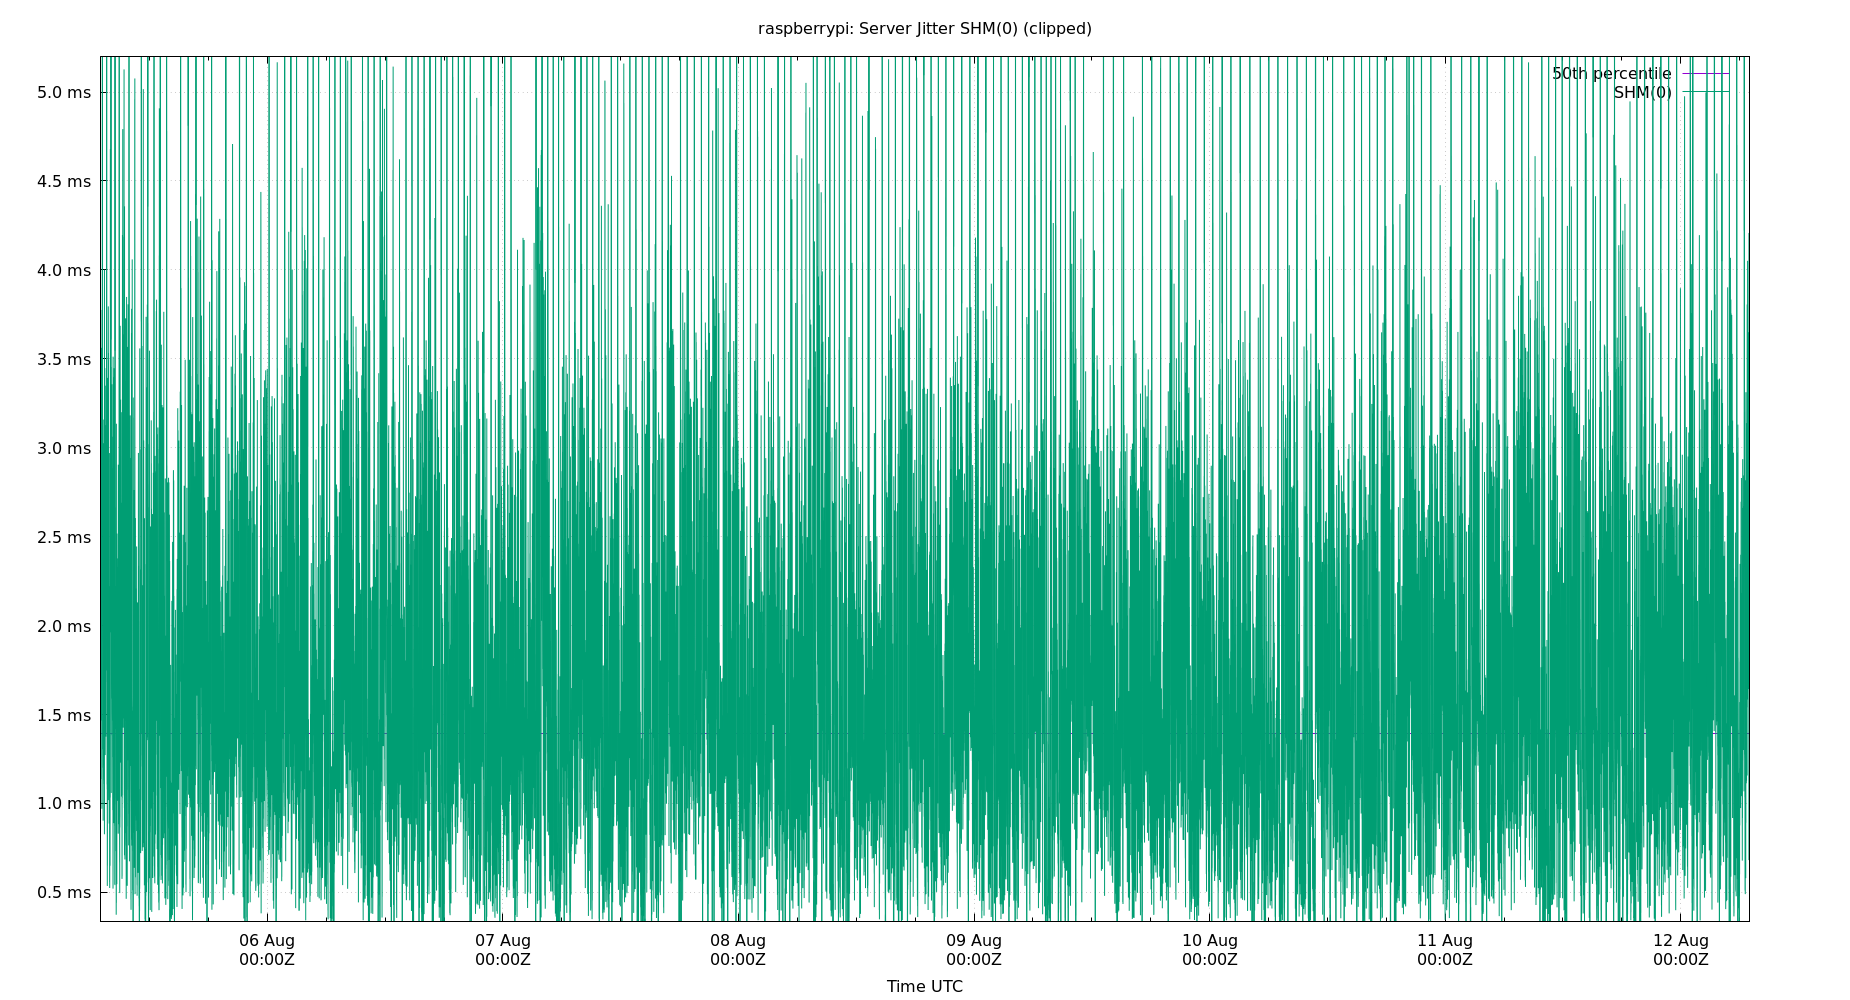 raspberrypi: Server Jitter SHM(0) (clipped)
50th percentile
SHM(0)
5.0 ms
4.5 ms
4.0 ms
3.5 ms
3.0 ms
2.5 ms
2.0 ms
1.5 ms
1.0 ms
0.5 ms
06 Aug 07 Aug 08 Aug 09 Aug 10 Aug 11 Aug 12 Aug
00:00Z 00:00Z 00:00Z 00:00Z 00:00Z 00:00Z 00:00Z
Time UTC